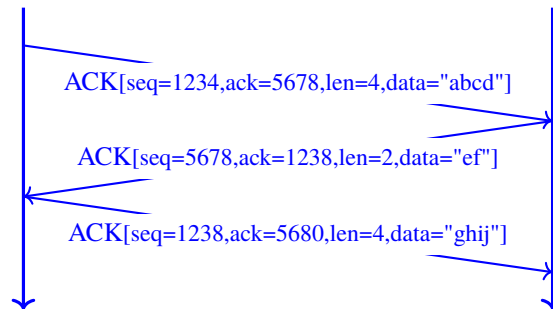 ACK[seq=1234,ack=5678,len=4,data="abcd"]
ACK[seq=5678,ack=1238,len=2,data="ef"]
ACK[seq=1238,ack=5680,len=4,data="ghij"]